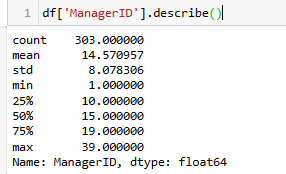 1 df['ManagerID'].describe()
count 303.000000
mean 14.570957
std 8.078306
min 1.000000
25% 10.000000
50% 15.000000
75% 19.000000
max 39.000000
Name: ManagerID, dtype: float64